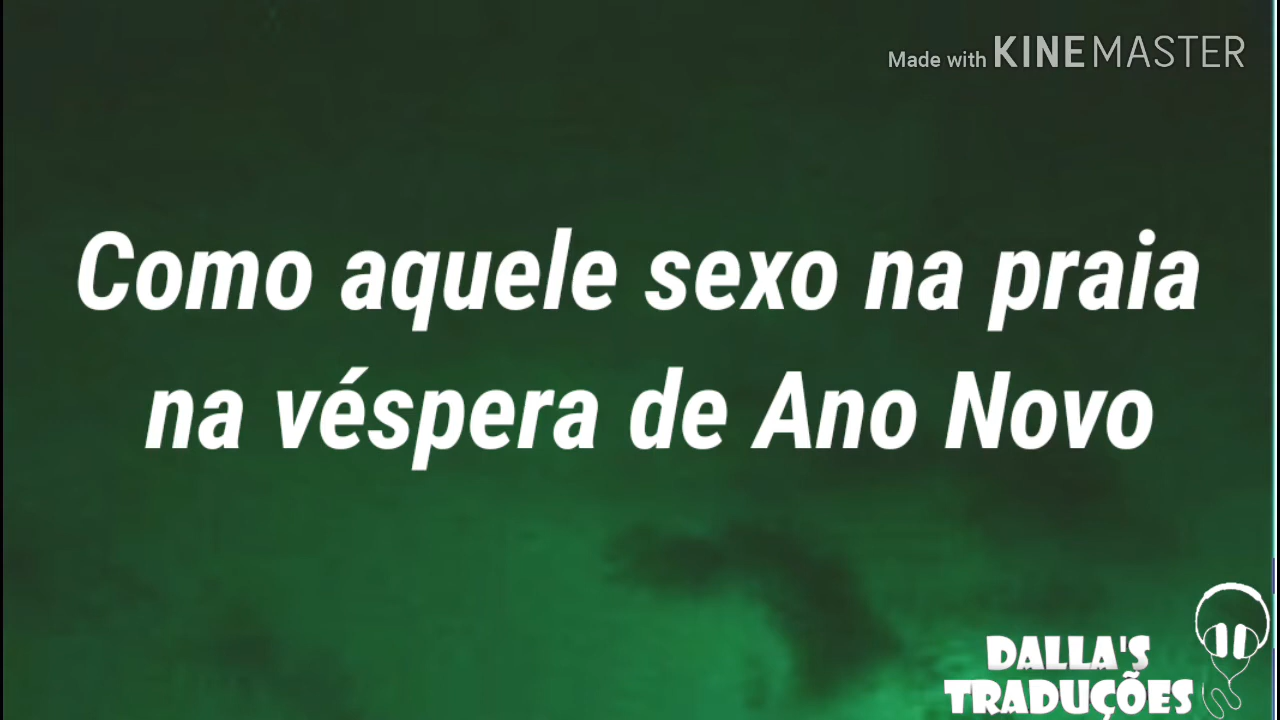 Made with KINEMASTER
Como aquele sexo na praia
na véspera de Ano Novo
DALLA'S
TRADUÇÕES